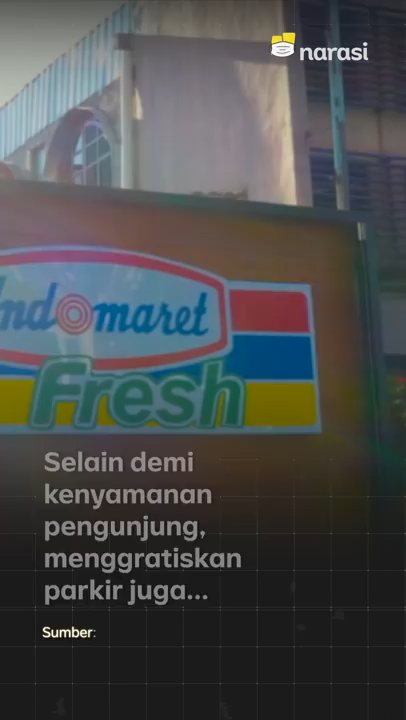 narasi
Indomaret
Fresh
Selain demi
kenyamanan
pengunjung,
menggratiskan
parkir juga...
Sumber: